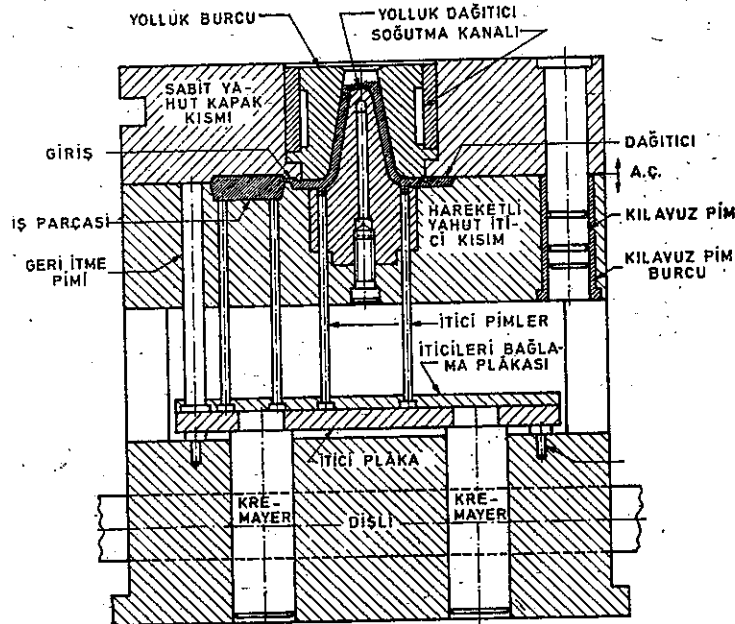 YOLLUK BURCU
YOLLUK DAĞITICI
SOĞUTMA KANALI
SABİT YA-
HUT KAPAK
KISMI
GİRİŞ
DAĞITICI
A.Ç.
İŞ PARÇASI
HAREKETLİ
YAHUT İTİ-
Cİ KISIM
KILAVUZ PİM
GERİ İTME
PİMİ
KILAVUZ PİM
BURCU
İTİCİ PİMLER
İTİCİLERİ BAĞLA-
MA PLÂKASI
İTİCİ PLÂKA
KRE-
MAYER
DİŞLİ
KRE-
MAYER